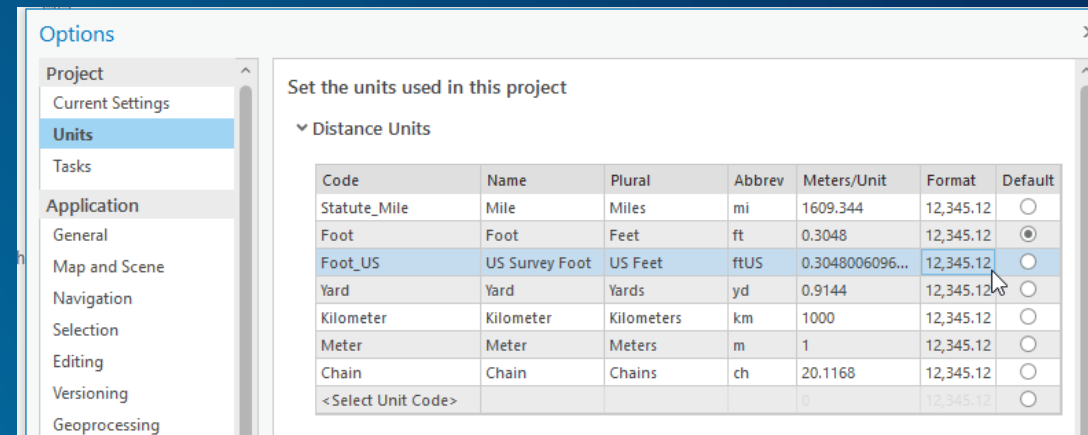 Options
Project
Current Settings
Units
Tasks
Application
General
Map and Scene
Navigation
Selection
Editing
Versioning
Geoprocessing
Set the units used in this project
Distance Units
Code Name Plural Abbrev Meters/Unit Format Default
Statute_Mile Mile Miles mi 1609.344 12,345.12
Foot Foot Feet ft 0.3048 12,345.12
Foot_US US Survey Foot US Feet ftUS 0.3048006096... 12,345.12
Yard Yard Yards yd 0.9144 12,345.12
Kilometer Kilometer Kilometers km 1000 12,345.12
Meter Meter Meters m 1 12,345.12
Chain Chain Chains ch 20.1168 12,345.12
<Select Unit Code> 0 12,345.12